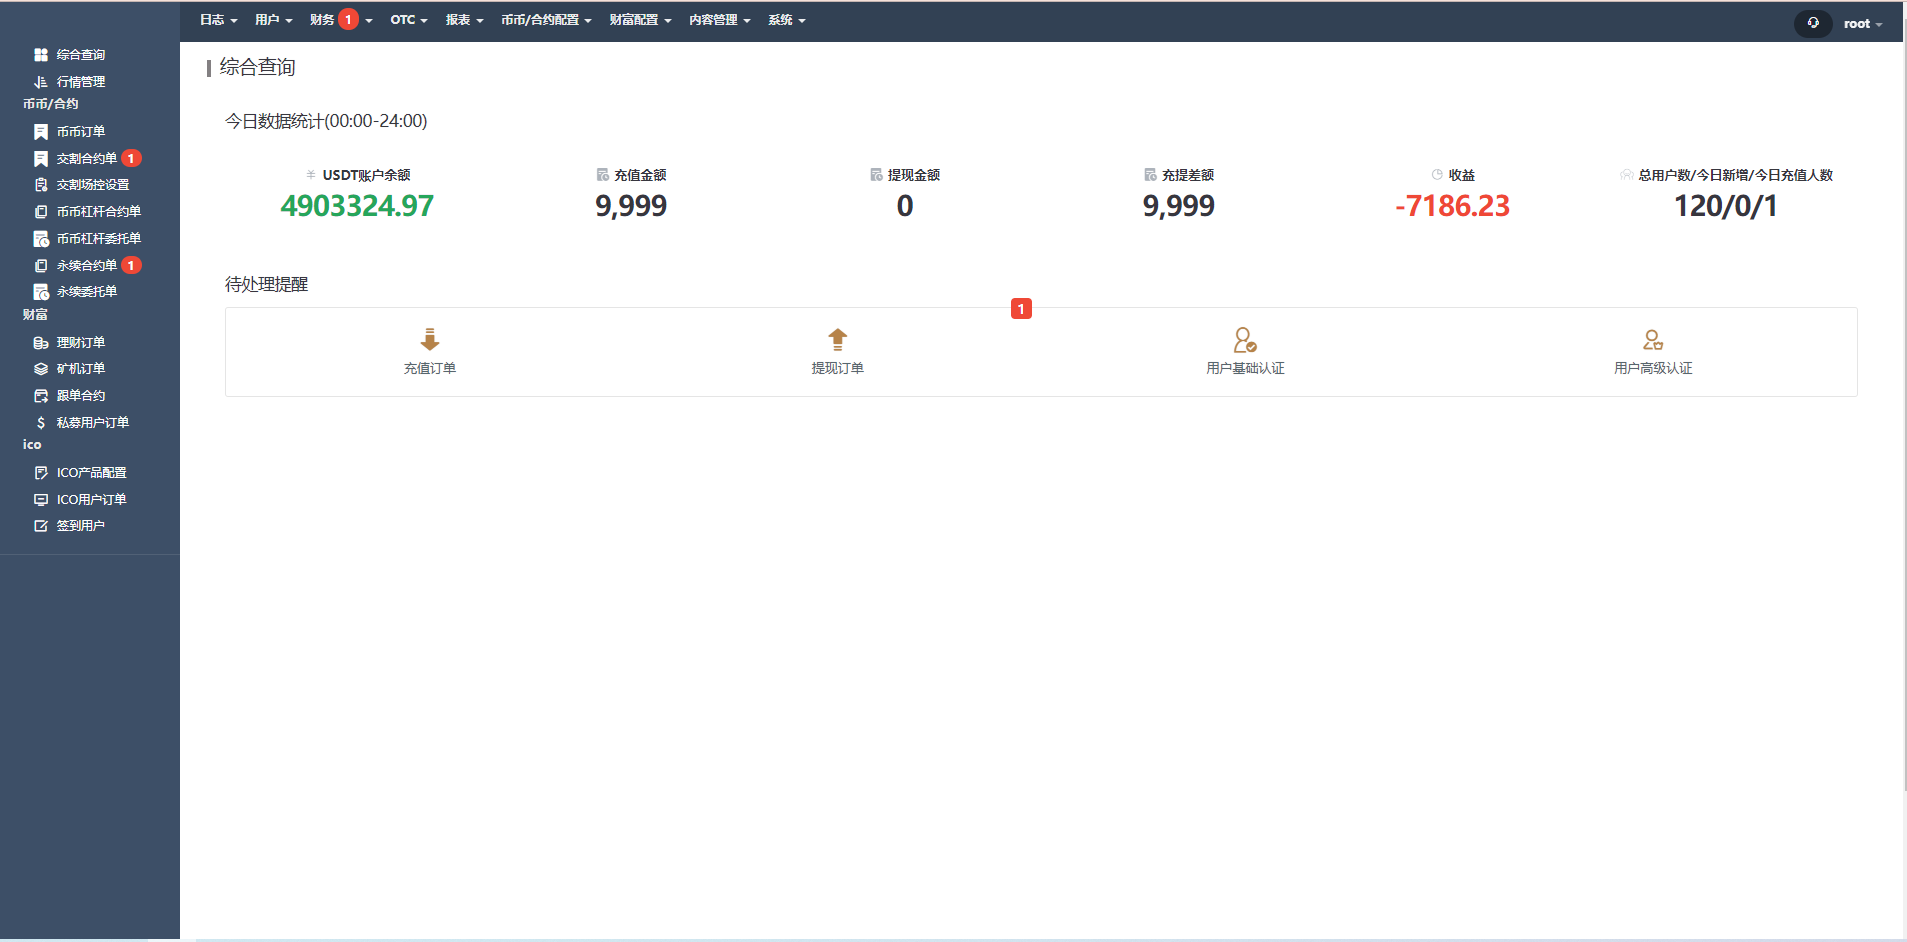 日志 用户 财务 1 OTC 报表 币币/合约配置 财富配置 内容管理 系统 root
综合查询
行情管理
币币/合约
币币订单
交割合约单 1
交割场控设置
币币杠杆合约单
币币杠杆委托单
永续合约单 1
永续委托单
财富
理财订单
矿机订单
跟单合约
私募用户订单
ico
ICO产品配置
ICO用户订单
签到用户
综合查询
今日数据统计(00:00-24:00)
USDT账户余额 充值金额 提现金额 充提差额 收益 总用户数/今日新增/今日充值人数
4903324.97 9,999 0 9,999 -7186.23 120/0/1
待处理提醒
1
充值订单 提现订单 用户基础认证 用户高级认证